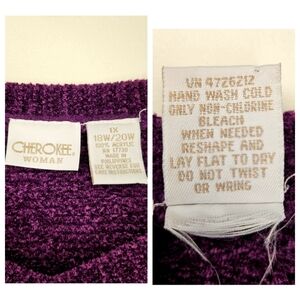 CHEROKEE
WOMAN
1X
18W/20W
100% ACRYLIC
RN 17730
MADE IN
PHILIPPINES
SEE REVERSE FOR
CARE INSTRUCTIONS
VN 4726212
HAND WASH COLD
ONLY NON-CHLORINE
BLEACH
WHEN NEEDED
RESHAPE AND
LAY FLAT TO DRY
DO NOT TWIST
OR WRING